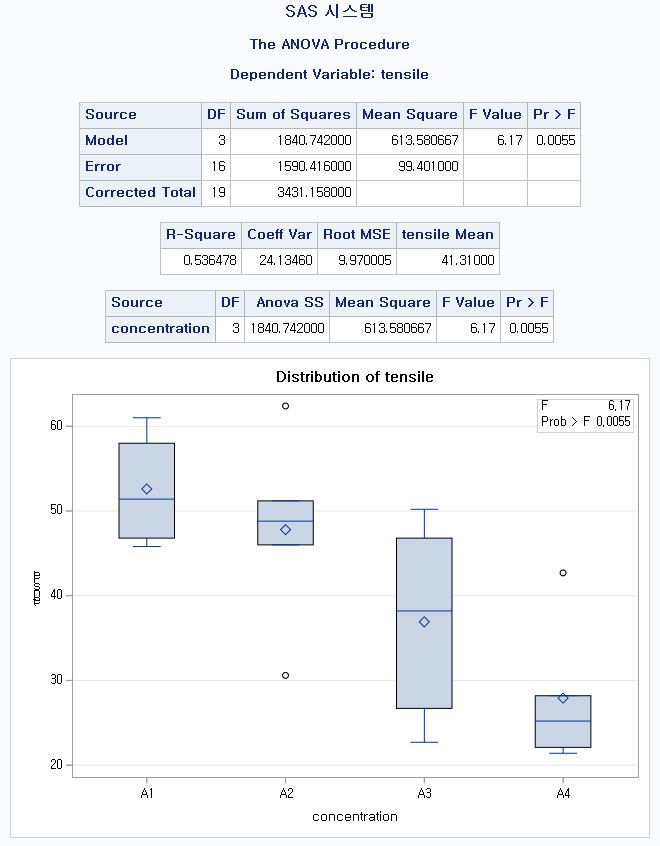 SAS 시스템
The ANOVA Procedure
Dependent Variable: tensile
Source DF Sum of Squares Mean Square F Value Pr > F
Model 3 1840.742000 613.580667 6.17 0.0055
Error 16 1590.416000 99.401000
Corrected Total 19 3431.158000
R-Square Coeff Var Root MSE tensile Mean
0.536478 24.13460 9.970005 41.31000
Source DF Anova SS Mean Square F Value Pr > F
concentration 3 1840.742000 613.580667 6.17 0.0055
Distribution of tensile
F 6.17
Prob > F 0.0055
60
50
40
30
20
A1 A2 A3 A4
concentration